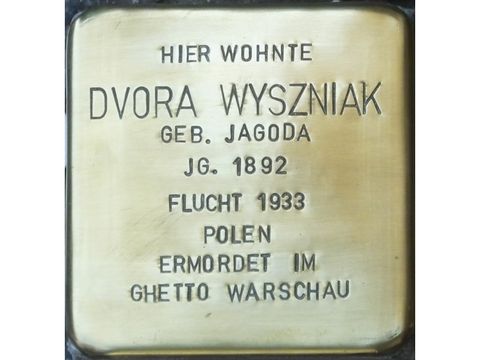 HIER WOHNTE
DVORA WYSZNIAK
GEB. JAGODA
JG. 1892
FLUCHT 1933
POLEN
ERMORDET IM
GHETTO WARSCHAU